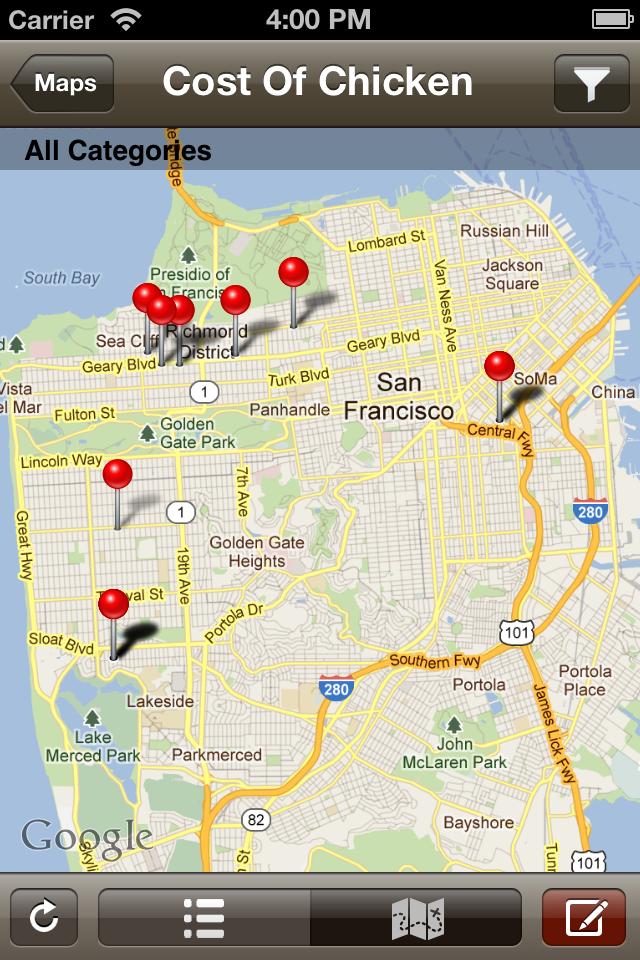 Carrier 4:00 PM
Maps Cost Of Chicken
All Categories
Lombard St
Russian Hill
Van Ness Ave
Jackson
Square
South Bay
Presidio of
Sea Cliff
Richmond
District
Geary Blvd
Geary Blvd
Turk Blvd
San
Francisco
SoMa
China
Vista
el Mar
1
Fulton St
Panhandle
Golden
Gate Park
Central Fwy
Lincoln Way
7th Ave
1
280
Great Hwy
19th Ave
Golden Gate
Heights
Portola Dr
Sloat Blvd
101
Southern Fwy
280
Portola
Portola
Place
James Lick Fwy
Lakeside
Lake
Merced Park
John
McLaren Park
Parkmerced
82
Bayshore
Google
101